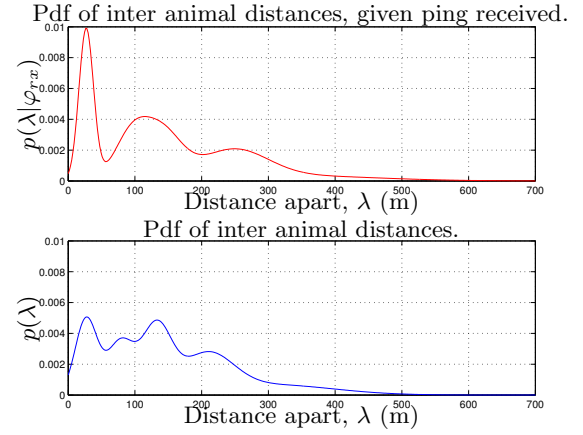 Pdf of inter animal distances, given ping received.
0.01
0.008
0.006
0.004
0.002
0
p(λ|φrx)
0 100 200 300 400 500 600 700
Distance apart, λ (m)
Pdf of inter animal distances.
0.01
0.008
0.006
0.004
0.002
0
p(λ)
0 100 200 300 400 500 600 700
Distance apart, λ (m)